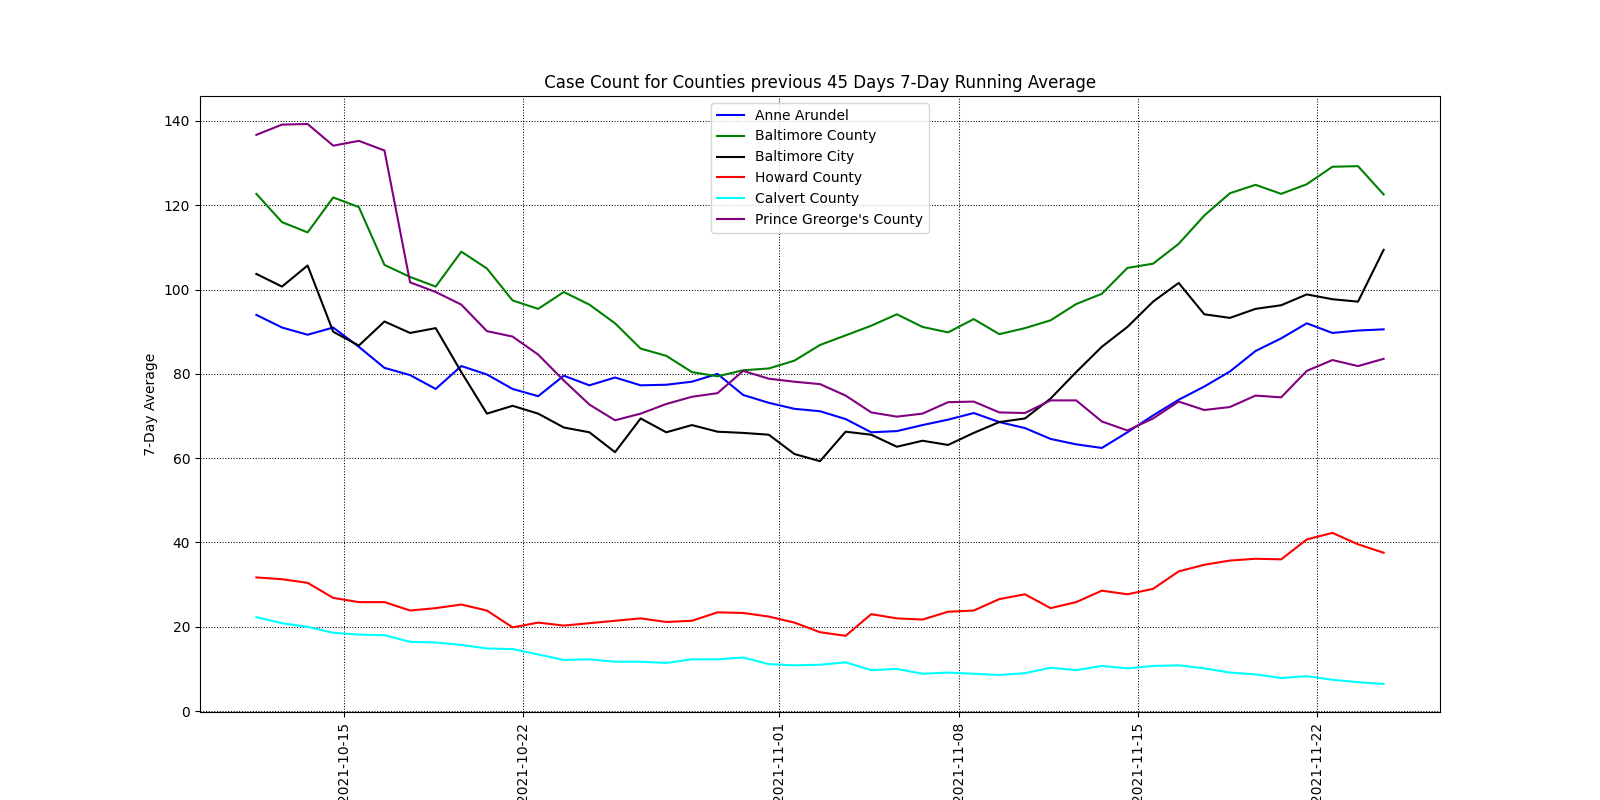 Case Count for Counties previous 45 Days 7-Day Running Average
Anne Arundel
Baltimore County
Baltimore City
Howard County
Calvert County
Prince Greorge's County
7-Day Average
140
120
100
80
60
40
20
0
2021-10-15
2021-10-22
2021-11-01
2021-11-08
2021-11-15
2021-11-22